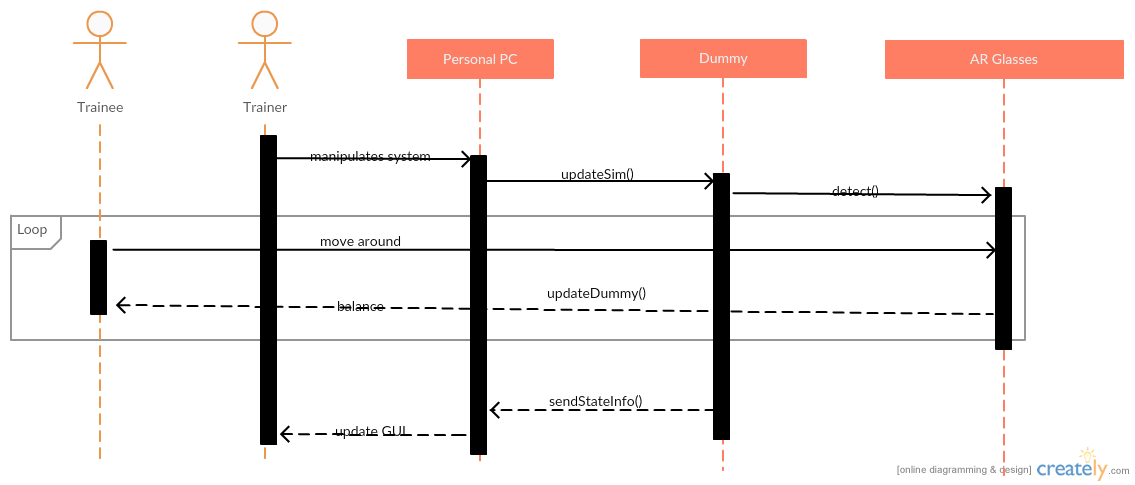 Trainee
Trainer
Personal PC
Dummy
AR Glasses
manipulates system
updateSim()
detect()
Loop
move around
updateDummy()
balance
sendStateInfo()
update GUI
[online diagramming & design] creately.com